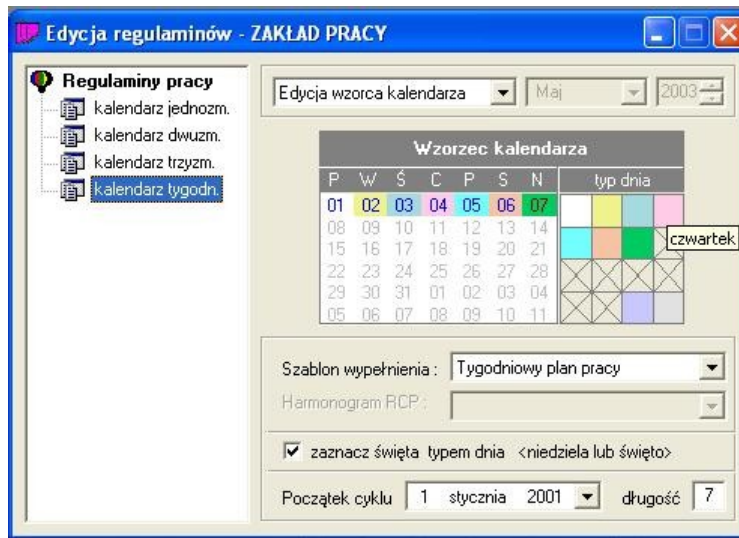 Edycja regulaminów - ZAKŁAD PRACY
Regulaminy pracy
kalendarz jednozm.
kalendarz dwuzm.
kalendarz trzyzm.
kalendarz tygodn.
Edycja wzorca kalendarza Maj 2003
Wzorzec kalendarza
P W Ś C P S N typ dnia
01 02 03 04 05 06 07
08 09 10 11 12 13 14
czwartek
15 16 17 18 19 20 21
22 23 24 25 26 27 28
29 30 31 01 02 03 04
05 06 07 08 09 10 11
Szablon wypełnienia : Tygodniowy plan pracy
Harmonogram RCP :
zaznacz święta typem dnia <niedziela lub święto>
Początek cyklu 1 stycznia 2001 długość 7